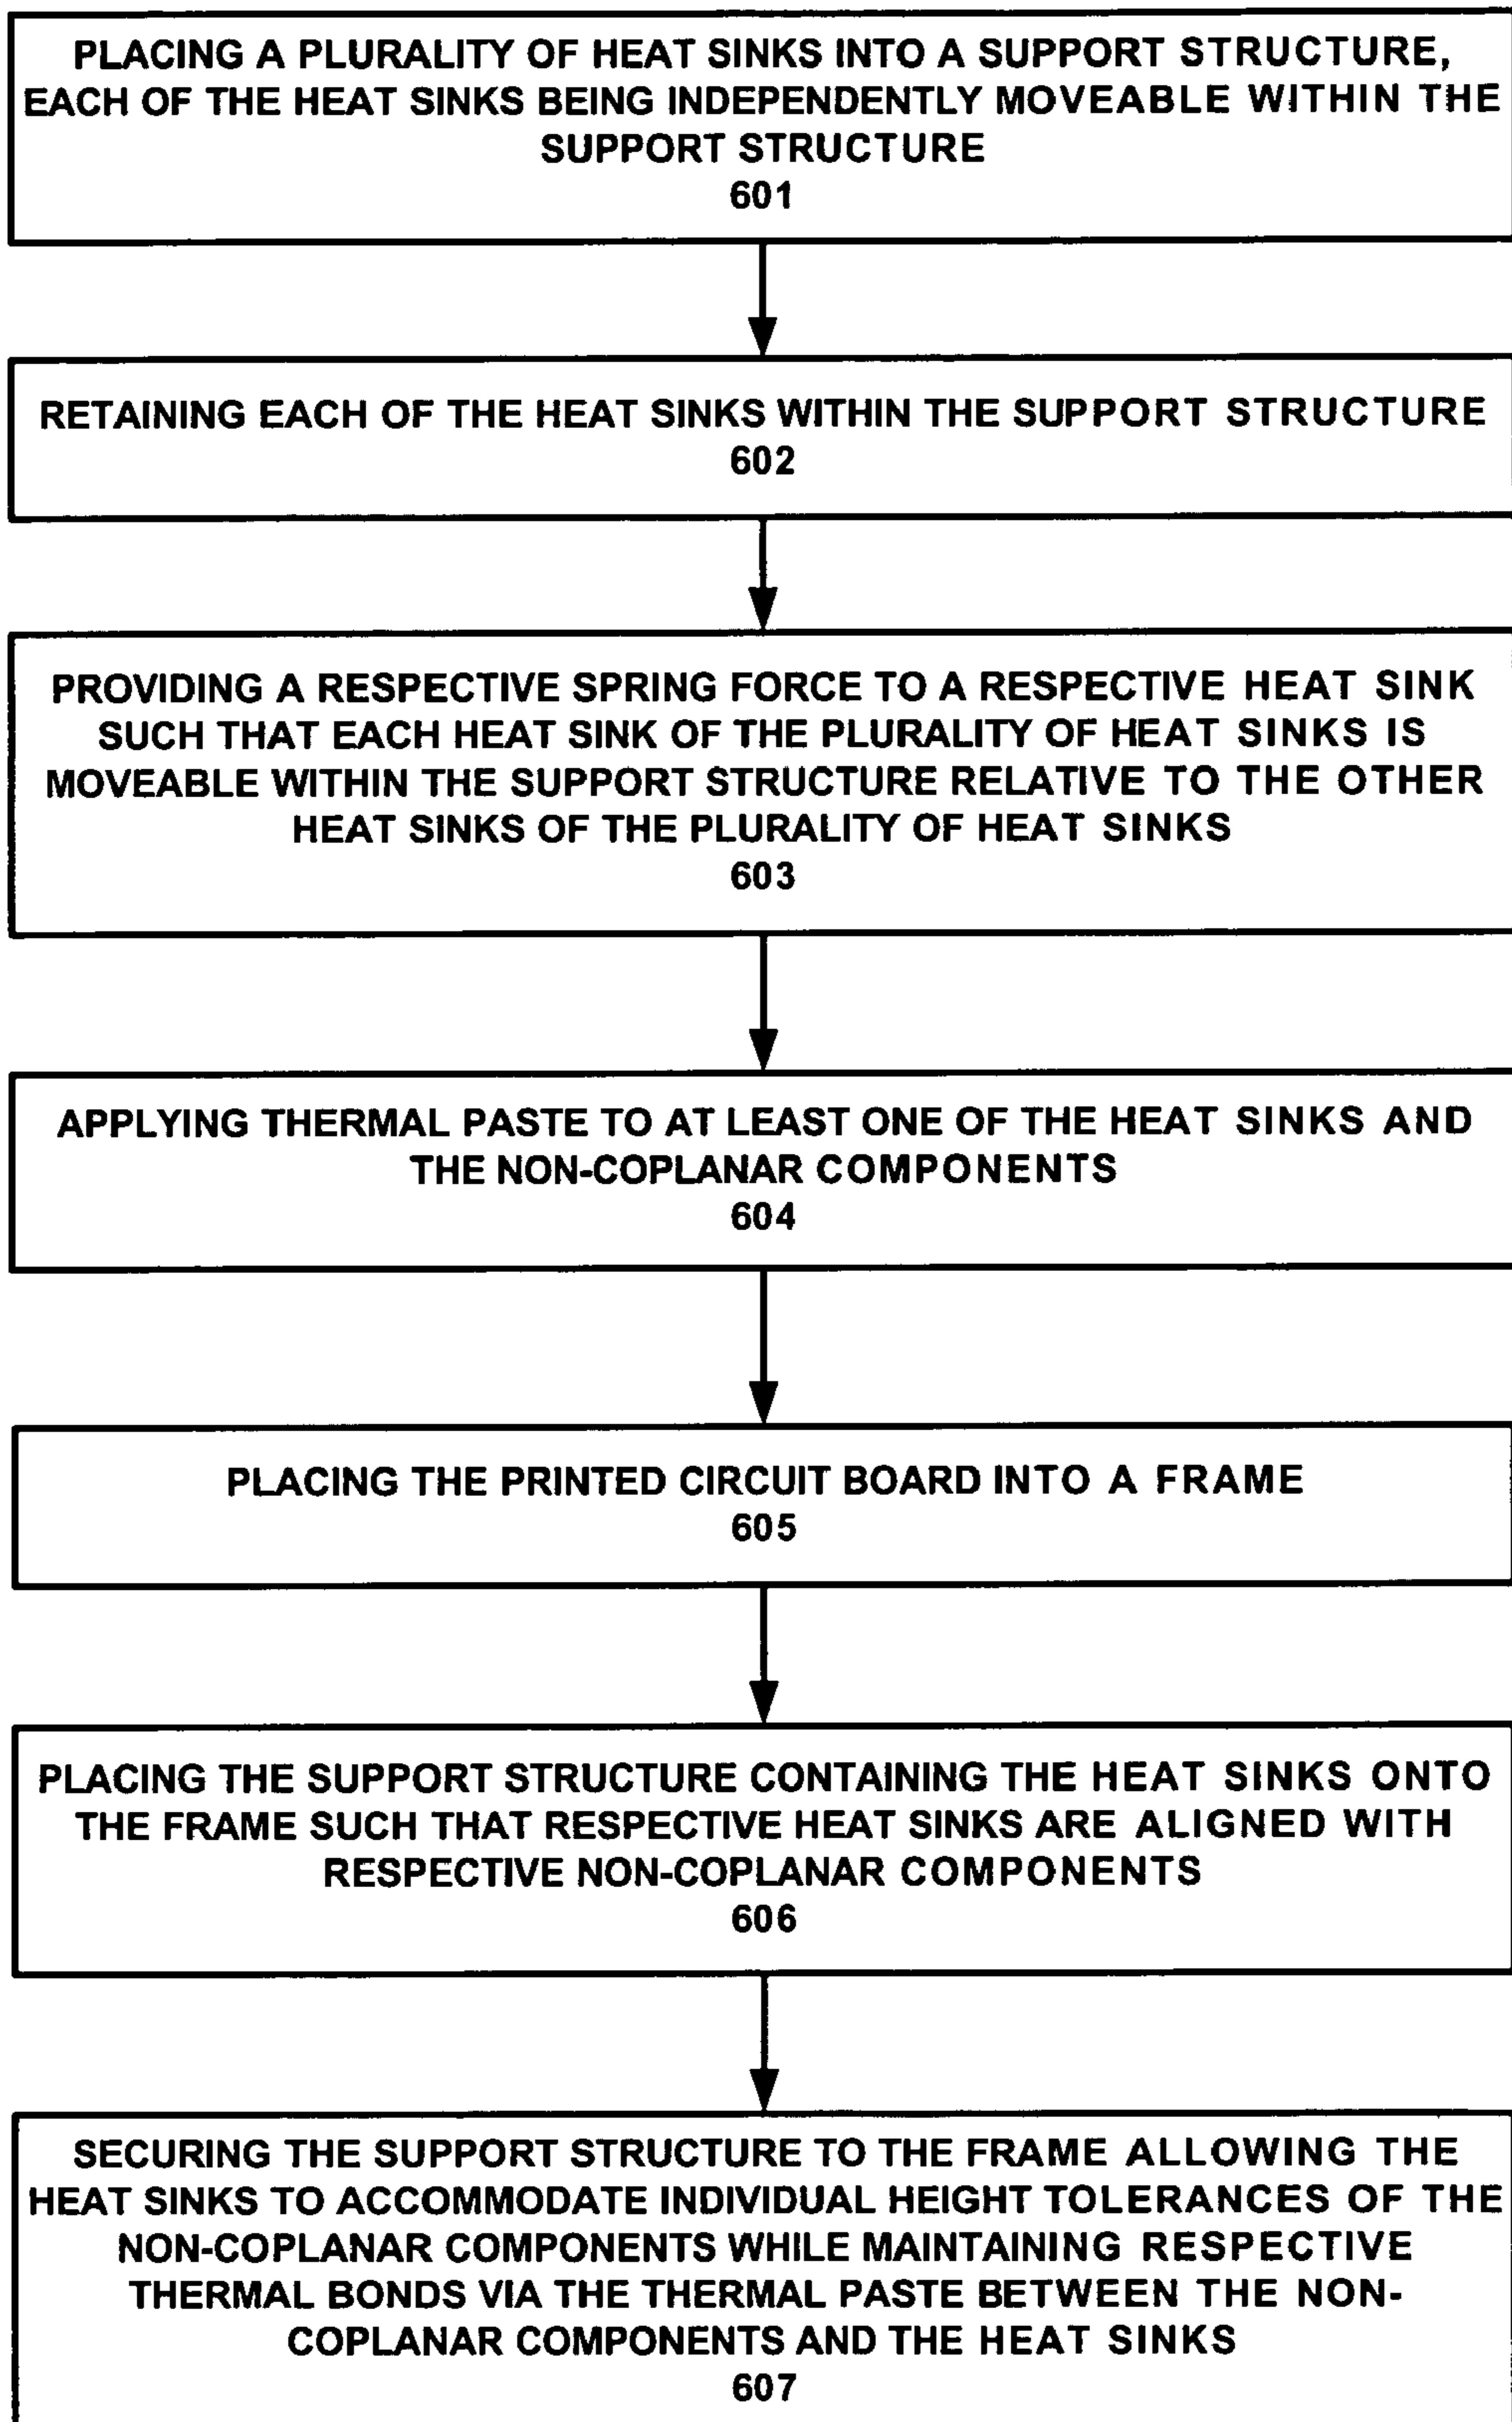 PLACING A PLURALITY OF HEAT SINKS INTO A SUPPORT STRUCTURE,
EACH OF THE HEAT SINKS BEING INDEPENDENTLY MOVEABLE WITHIN THE
SUPPORT STRUCTURE
601
RETAINING EACH OF THE HEAT SINKS WITHIN THE SUPPORT STRUCTURE
602
PROVIDING A RESPECTIVE SPRING FORCE TO A RESPECTIVE HEAT SINK
SUCH THAT EACH HEAT SINK OF THE PLURALITY OF HEAT SINKS IS
MOVEABLE WITHIN THE SUPPORT STRUCTURE RELATIVE TO THE OTHER
HEAT SINKS OF THE PLURALITY OF HEAT SINKS
603
APPLYING THERMAL PASTE TO AT LEAST ONE OF THE HEAT SINKS AND
THE NON-COPLANAR COMPONENTS
604
PLACING THE PRINTED CIRCUIT BOARD INTO A FRAME
605
PLACING THE SUPPORT STRUCTURE CONTAINING THE HEAT SINKS ONTO
THE FRAME SUCH THAT RESPECTIVE HEAT SINKS ARE ALIGNED WITH
RESPECTIVE NON-COPLANAR COMPONENTS
606
SECURING THE SUPPORT STRUCTURE TO THE FRAME ALLOWING THE
HEAT SINKS TO ACCOMMODATE INDIVIDUAL HEIGHT TOLERANCES OF THE
NON-COPLANAR COMPONENTS WHILE MAINTAINING RESPECTIVE
THERMAL BONDS VIA THE THERMAL PASTE BETWEEN THE NON-
COPLANAR COMPONENTS AND THE HEAT SINKS
607